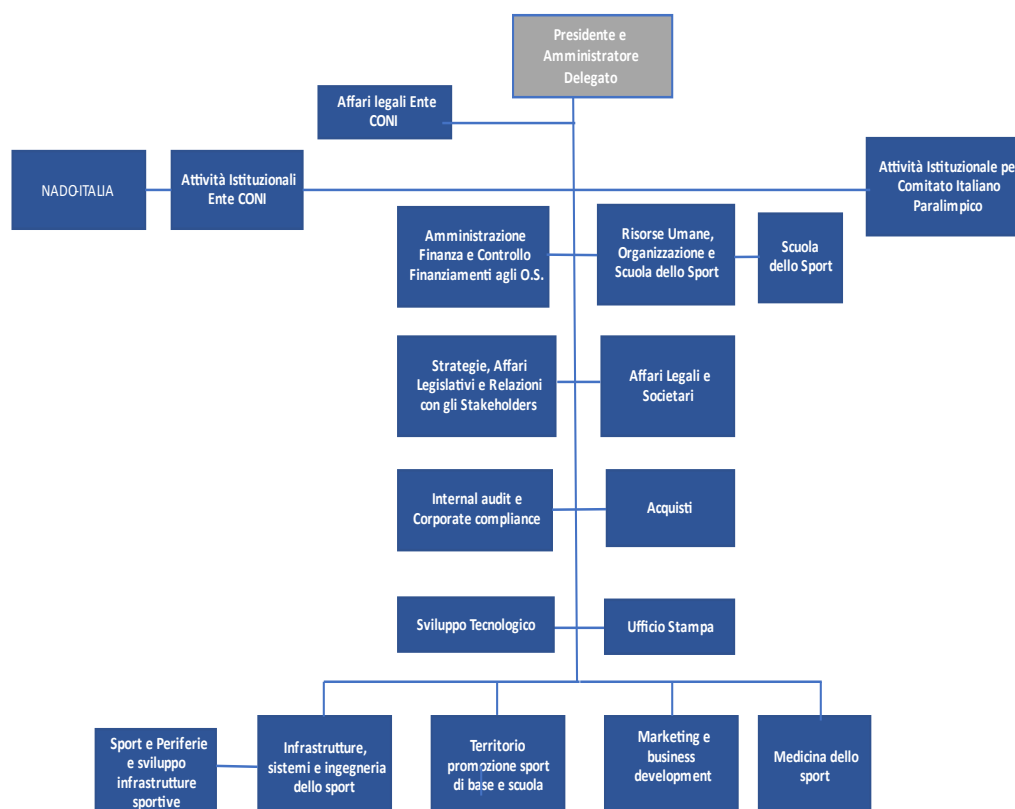 Presidente e
Amministratore
Delegato
Affari legali Ente
CONI
NADO-ITALIA
Attività Istituzionali
Ente CONI
Attività Istituzionale pe
Comitato Italiano
Paralimpico
Amministrazione
Finanza e Controllo
Finanziamenti agli O.S.
Risorse Umane,
Organizzazione e
Scuola dello Sport
Scuola
dello Sport
Strategie, Affari
Legislativi e Relazioni
con gli Stakeholders
Affari Legali e
Societari
Internal audit e
Corporate compliance
Acquisti
Sviluppo Tecnologico
Ufficio Stampa
Sport e Periferie
e sviluppo
infrastrutture
sportive
Infrastrutture,
sistemi e ingegneria
dello sport
Territorio
promozione sport
di base e scuola
Marketing e
business
development
Medicina dello
sport